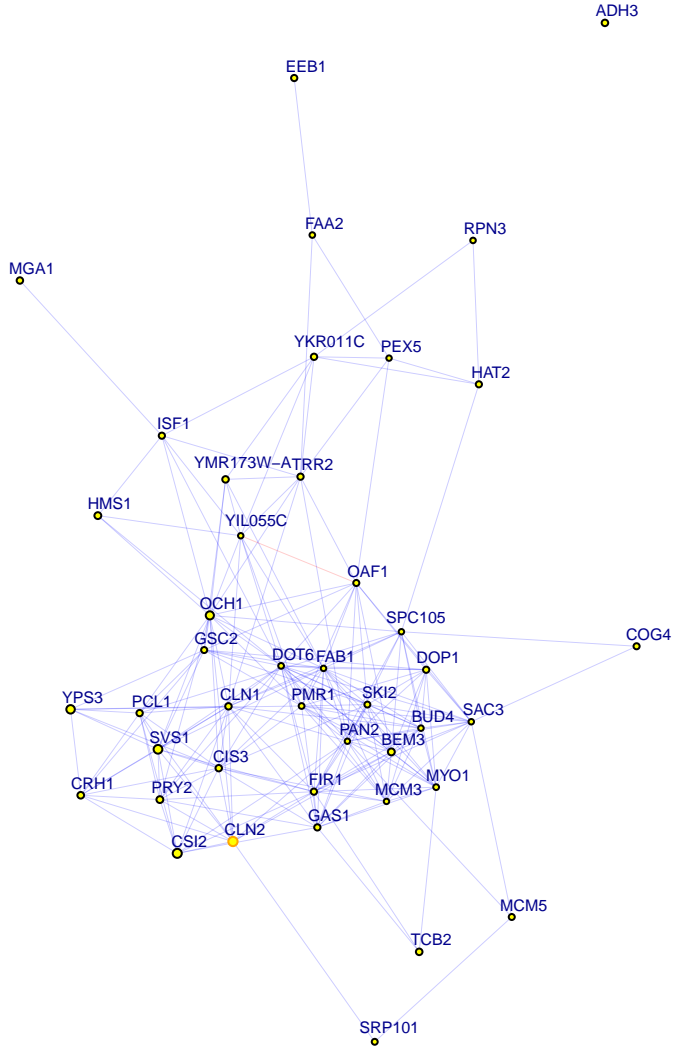 ADH3
EEB1
FAA2
RPN3
MGA1
YKR011C
PEX5
HAT2
ISF1
YMR173W−A
TRR2
HMS1
YIL055C
OAF1
OCH1
SPC105
GSC2
COG4
DOT6
FAB1
DOP1
YPS3
PCL1
CLN1
PMR1
SKI2
SAC3
BUD4
SVS1
PAN2
BEM3
CIS3
CRH1
PRY2
FIR1
MCM3
MYO1
GAS1
CSI2
CLN2
MCM5
TCB2
SRP101